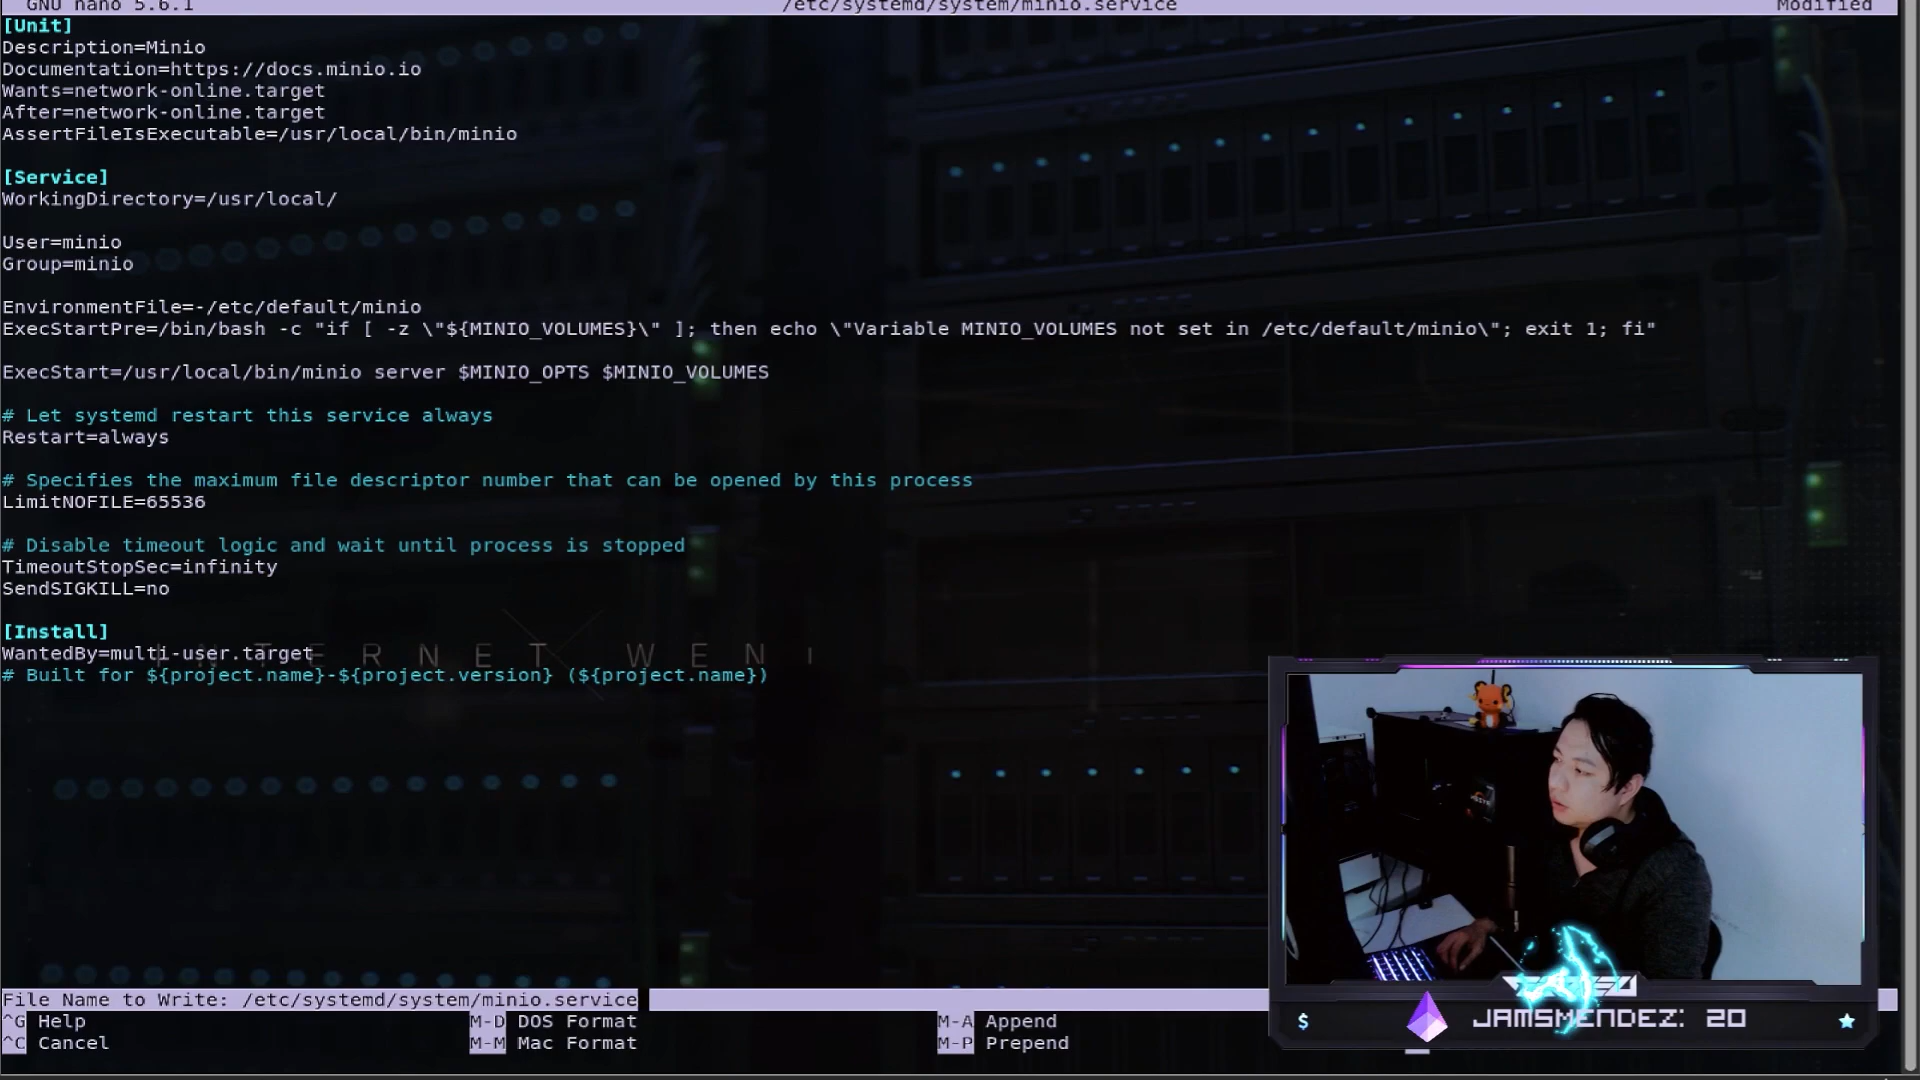 GNU nano 5.6.1 /etc/systemd/system/minio.service Modified
[Unit]
Description=Minio
Documentation=https://docs.minio.io
Wants=network-online.target
After=network-online.target
AssertFileIsExecutable=/usr/local/bin/minio
[Service]
WorkingDirectory=/usr/local/
User=minio
Group=minio
EnvironmentFile=-/etc/default/minio
ExecStartPre=/bin/bash -c "if [ -z \"${MINIO_VOLUMES}\" ]; then echo \"Variable MINIO_VOLUMES not set in /etc/default/minio\"; exit 1; fi"
ExecStart=/usr/local/bin/minio server $MINIO_OPTS $MINIO_VOLUMES
# Let systemd restart this service always
Restart=always
# Specifies the maximum file descriptor number that can be opened by this process
LimitNOFILE=65536
# Disable timeout logic and wait until process is stopped
TimeoutStopSec=infinity
SendSIGKILL=no
[Install]
WantedBy=multi-user.target
# Built for ${project.name}-${project.version} (${project.name})
File Name to Write: /etc/systemd/system/minio.service
^G Help M-D DOS Format M-A Append
^C Cancel M-M Mac Format M-P Prepend
$ JAMSMENDEZ: 20